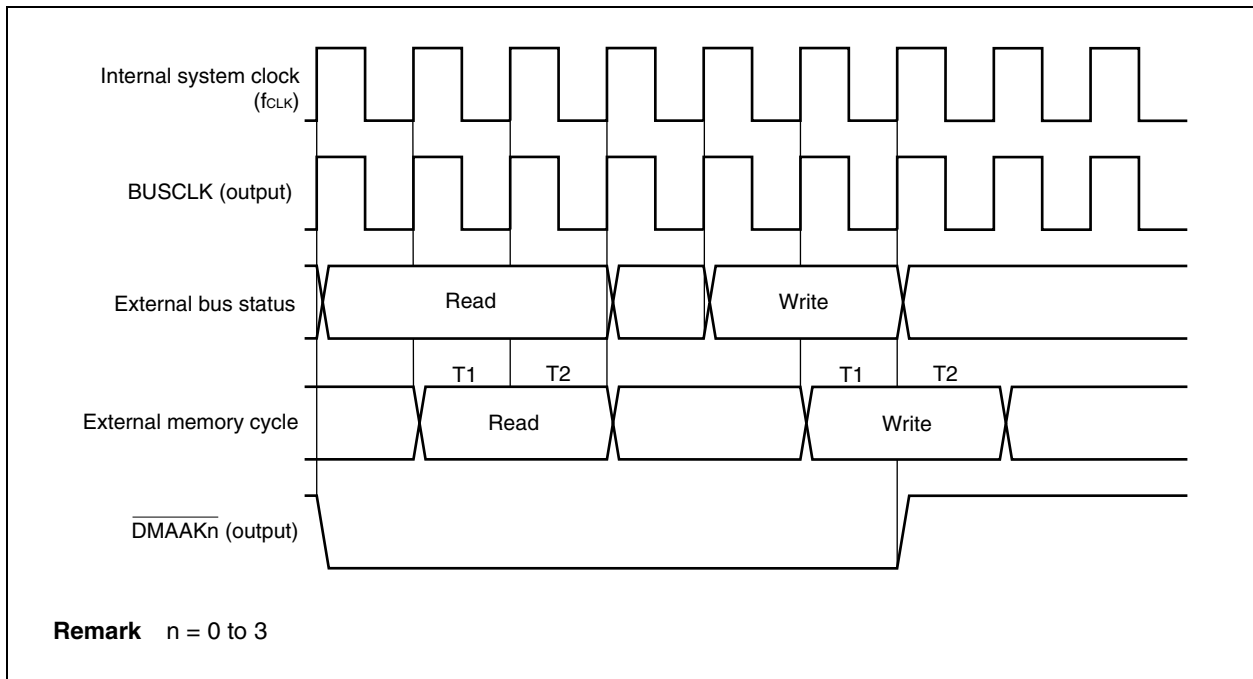 Internal system clock
(fCLK)
BUSCLK (output)
External bus status
Read
Write
T1 T2 T1 T2
External memory cycle
Read
Write
DMAAKn (output)
Remark n = 0 to 3